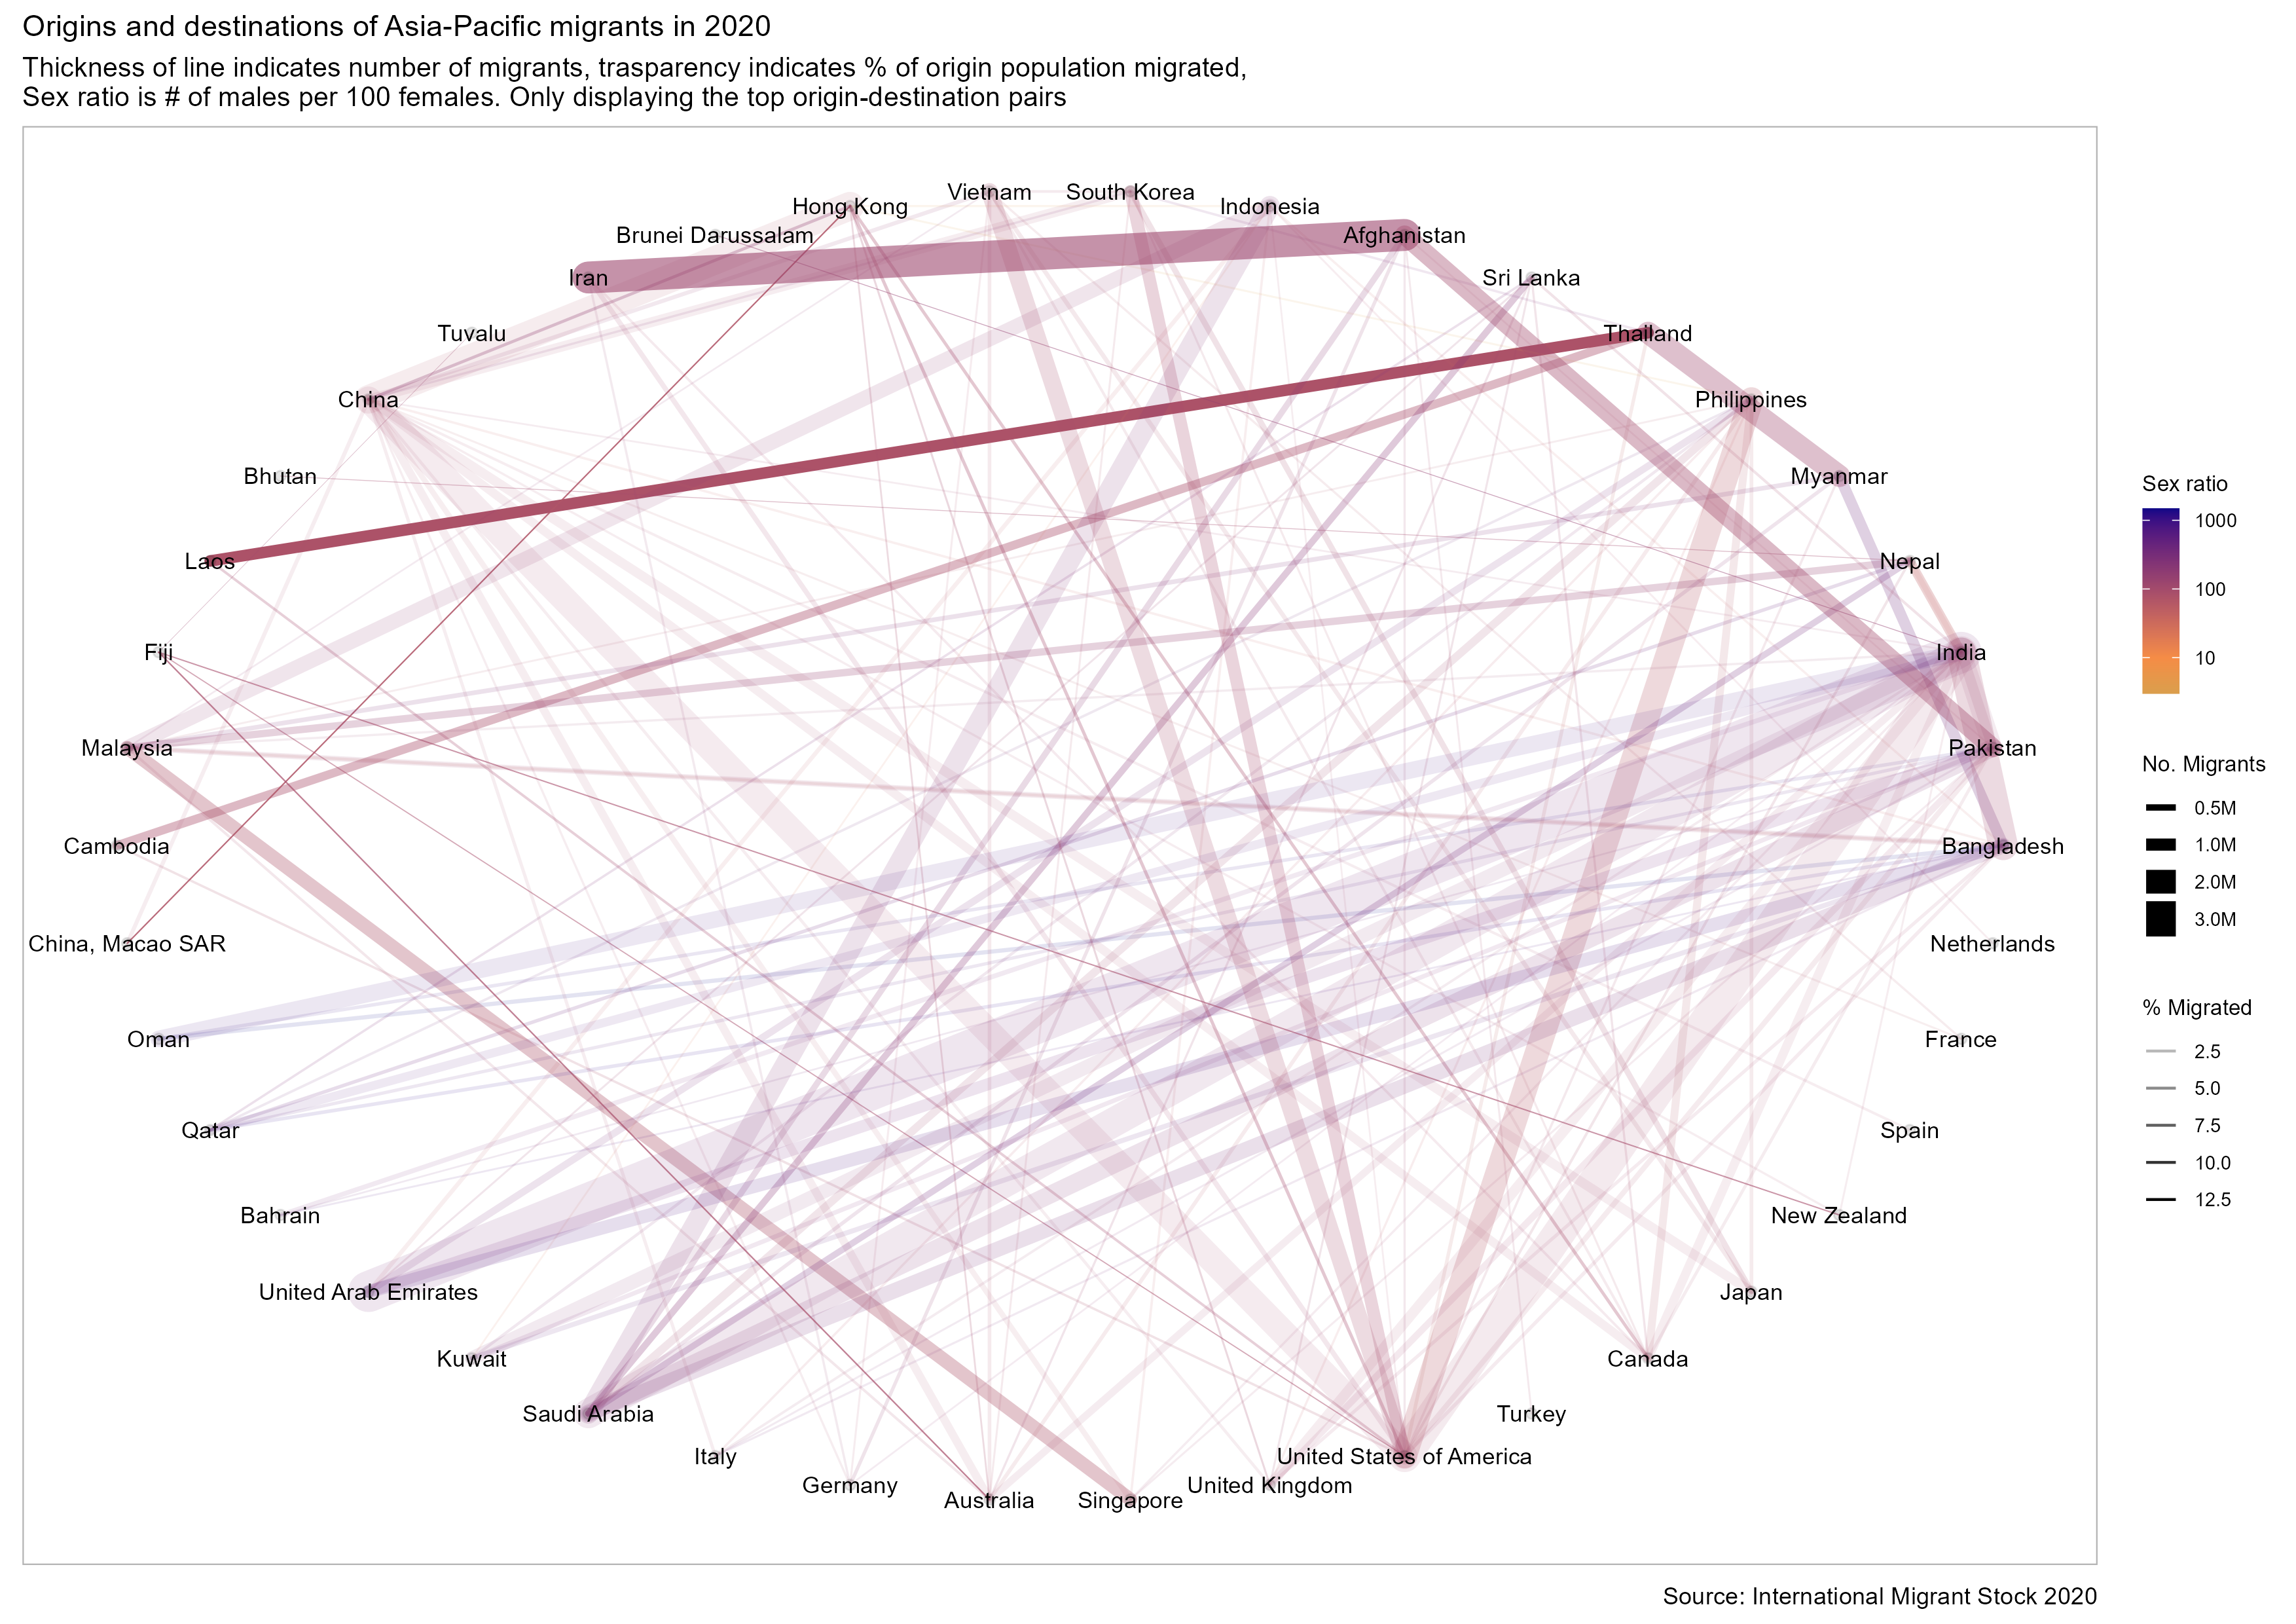 Origins and destinations of Asia-Pacific migrants in 2020
Thickness of line indicates number of migrants, trasparency indicates % of origin population migrated,
Sex ratio is # of males per 100 females. Only displaying the top origin-destination pairs
Vietnam
South Korea
Hong Kong
Indonesia
Brunei Darussalam
Afghanistan
Iran
Sri Lanka
Tuvalu
Thailand
China
Philippines
Bhutan
Myanmar
Laos
Nepal
Fiji
India
Malaysia
Pakistan
Cambodia
Bangladesh
China, Macao SAR
Netherlands
Oman
France
Qatar
Spain
Bahrain
New Zealand
United Arab Emirates
Japan
Kuwait
Canada
Saudi Arabia
Turkey
Italy
United States of America
Germany
United Kingdom
Australia
Singapore
Sex ratio
1000
100
10
No. Migrants
0.5M
1.0M
2.0M
3.0M
% Migrated
2.5
5.0
7.5
10.0
12.5
Source: International Migrant Stock 2020